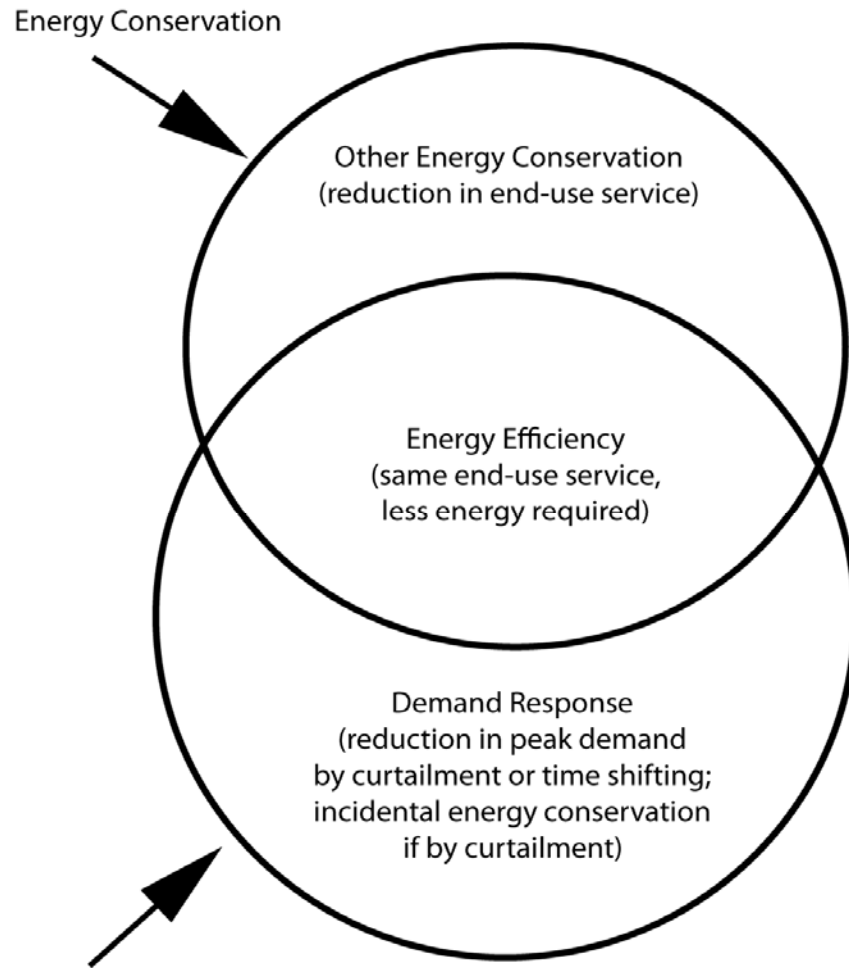 Energy Conservation
Other Energy Conservation
(reduction in end-use service)
Energy Efficiency
(same end-use service,
less energy required)
Demand Response
(reduction in peak demand
by curtailment or time shifting;
incidental energy conservation
if by curtailment)